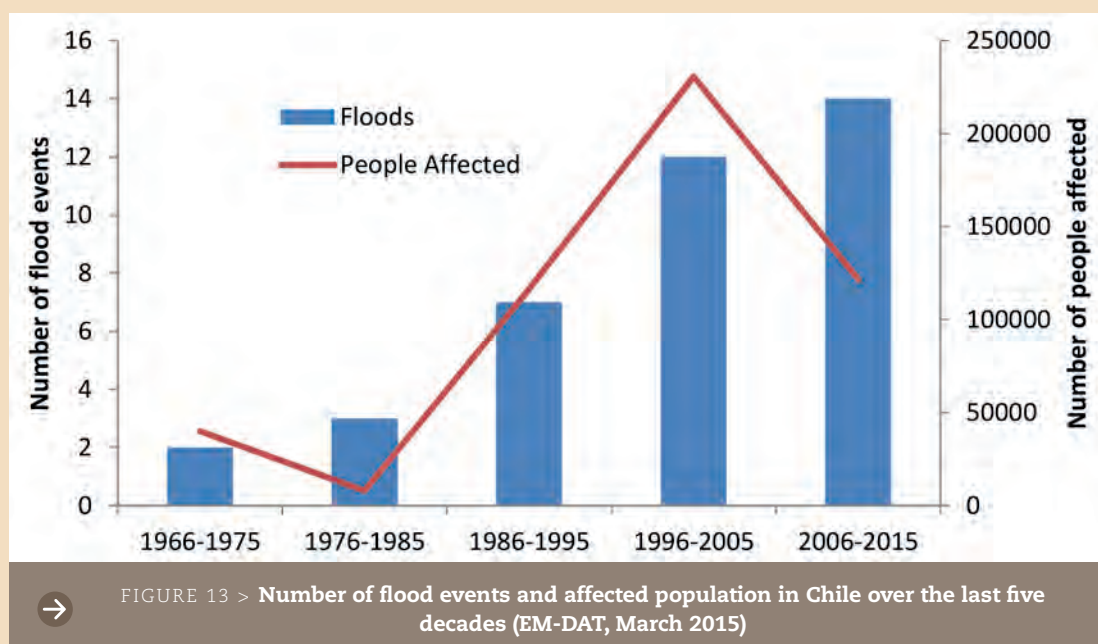 16
14
12
10
8
6
4
2
0
Number of flood events
Floods
People Affected
250000
200000
150000
100000
50000
0
Number of people affected
1966-1975 1976-1985 1986-1995 1996-2005 2006-2015
FIGURE 13 > Number of flood events and affected population in Chile over the last five
decades (EM-DAT, March 2015)